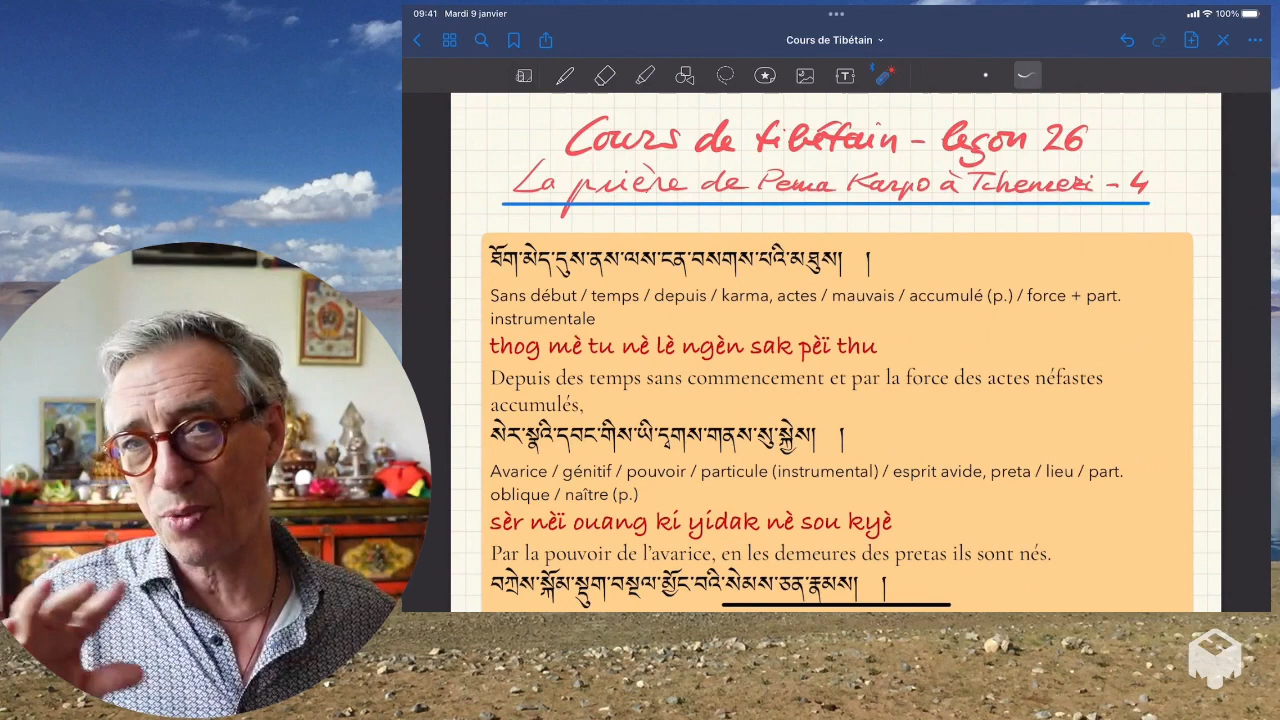 09:41 Mardi 9 janvier
100%
Cours de Tibétain
Cours de tibétain - leçon 26
La prière de Pema Karpo à Tchenrezi - 4
ཐོག་མེད་དུས་ནས་ལས་ངན་བསགས་པའི་མཐུས། །
Sans début / temps / depuis / karma, actes / mauvais / accumulé (p.) / force + part.
instrumentale
thog mè tu nè lè ngèn sak pèï thu
Depuis des temps sans commencement et par la force des actes néfastes
accumulés,
སེར་སྣའི་དབང་གིས་ཡི་དྭགས་གནས་སུ་སྐྱེས། །
Avarice / génitif / pouvoir / particule (instrumental) / esprit avide, preta / lieu / part.
oblique / naître (p.)
sèr nèï ouang ki yidak nè sou kyè
Par la pouvoir de l’avarice, en les demeures des pretas ils sont nés.
བཀྲེས་སྐོམ་སྡུག་བསྔལ་མྱོང་བའི་སེམས་ཅན་རྣམས། །